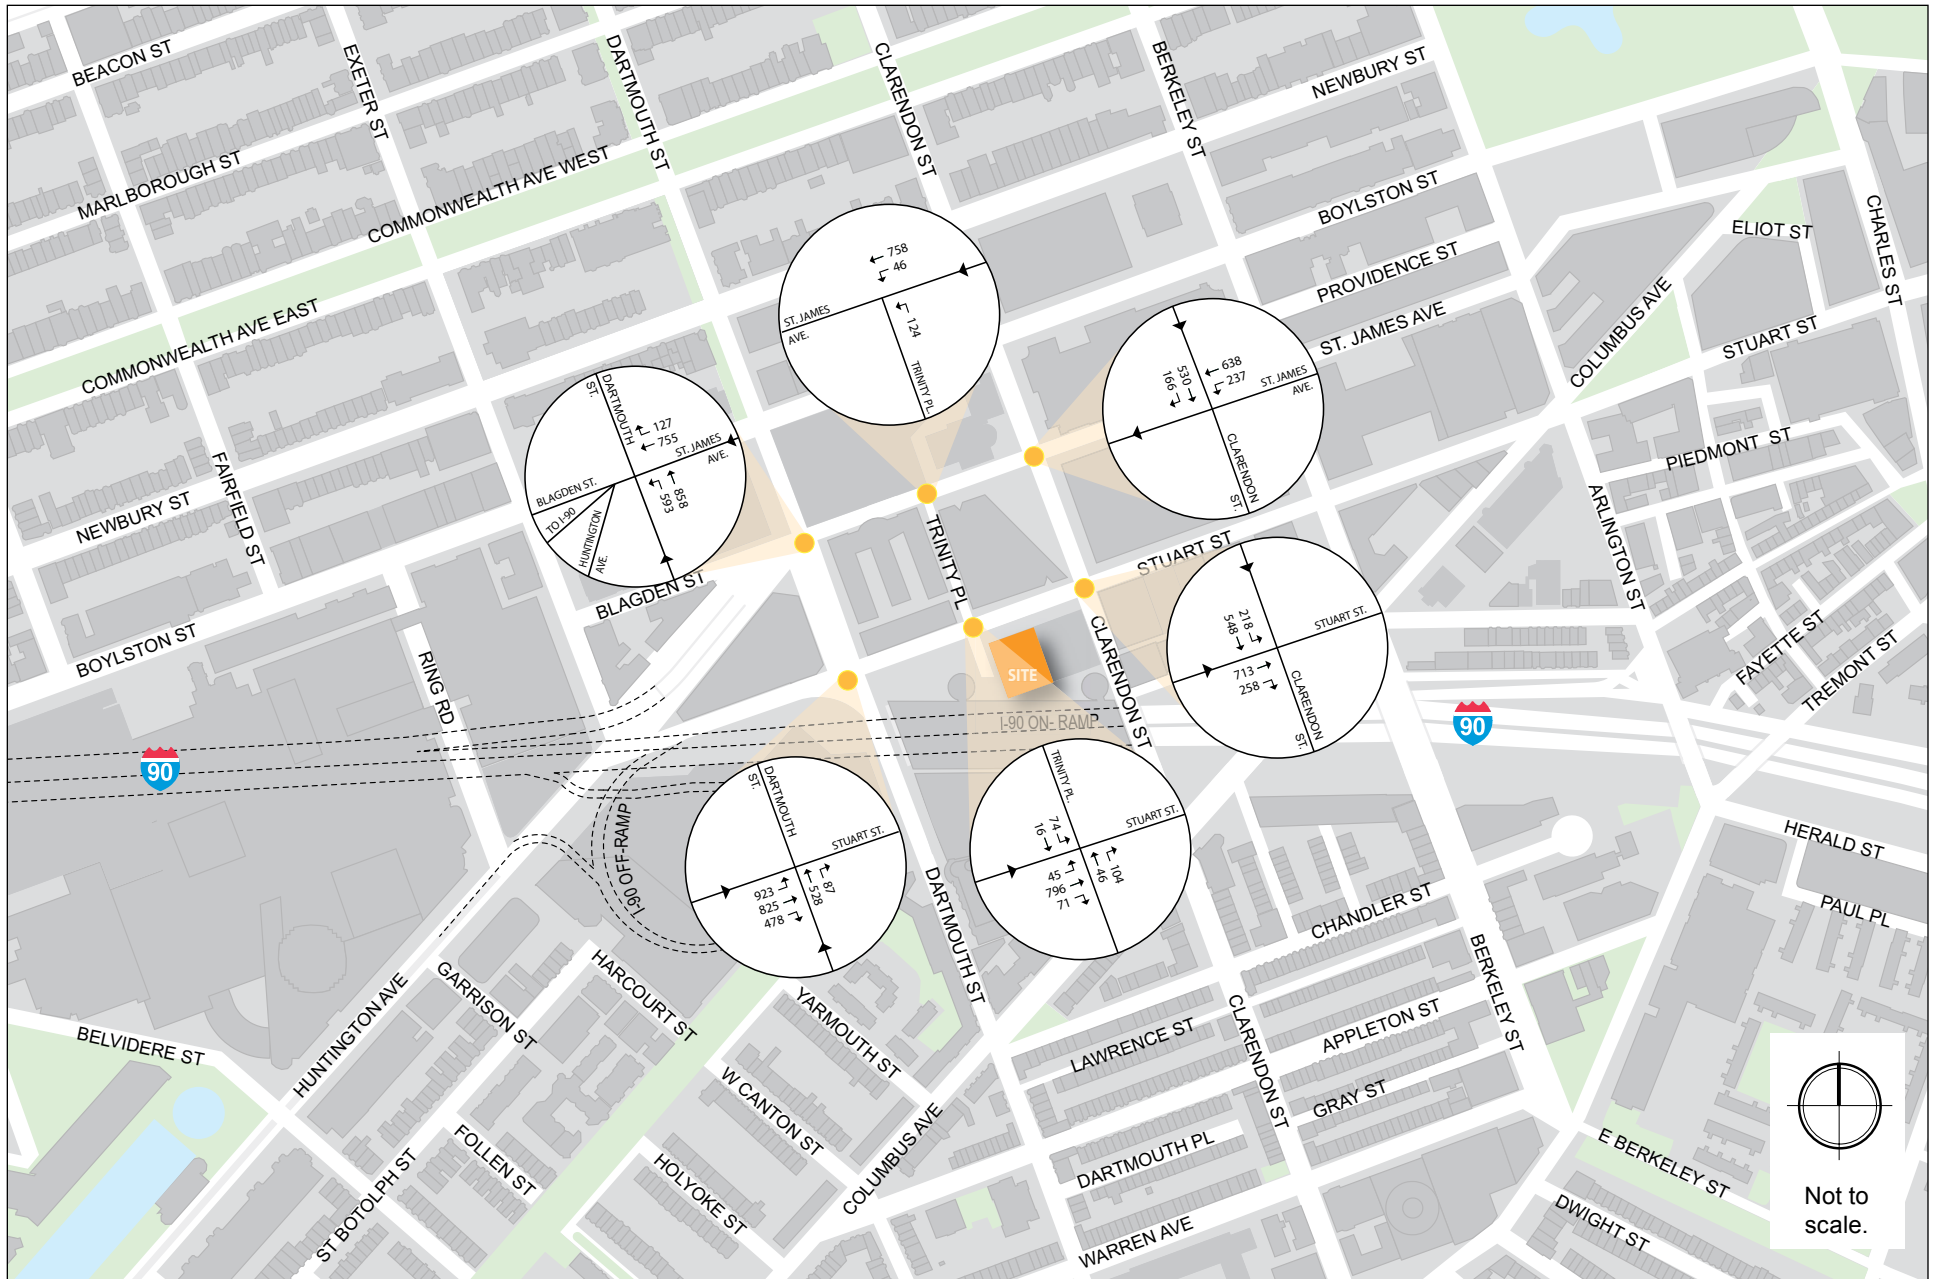 BEACON ST
EXETER ST
DARTMOUTH ST
CLARENDON ST
BERKELEY ST
NEWBURY ST
MARLBOROUGH ST
COMMONWEALTH AVE WEST
BOYLSTON ST
ELIOT ST
CHARLES ST
PROVIDENCE ST
COLUMBUS AVE
COMMONWEALTH AVE EAST
ST. JAMES AVE
STUART ST
758
46
124
ST. JAMES
AVE.
TRINITY PL.
530
166
638
237
ST. JAMES
AVE.
CLARENDON
ST.
DARTMOUTH
ST.
127
755
ST. JAMES
AVE.
858
593
BLAGDEN ST.
TO I-90
HUNTINGTON
AVE.
PIEDMONT ST
NEWBURY ST
FAIRFIELD ST
ARLINGTON ST
TRINITY PL
STUART ST
BLAGDEN ST
BOYLSTON ST
RING RD
CLARENDON ST
SITE
218
548
STUART ST.
713
258
CLARENDON
ST.
FAYETTE ST
TREMONT ST
I-90 ON- RAMP
90
90
DARTMOUTH
ST.
STUART ST.
923
825
478
528
87
TRINITY PL.
74
16
STUART ST.
45
796
71
46
104
I-90 OFF-RAMP
HERALD ST
PAUL PL
DARTMOUTH ST
CHANDLER ST
BERKELEY ST
HUNTINGTON AVE
GARRISON ST
HARCOURT ST
YARMOUTH ST
LAWRENCE ST
CLARENDON ST
APPLETON ST
BELVIDERE ST
W CANTON ST
COLUMBUS AVE
GRAY ST
FOLLEN ST
ST BOTOLPH ST
HOLYOKE ST
DARTMOUTH PL
WARREN AVE
E BERKELEY ST
DWIGHT ST
Not to
scale.